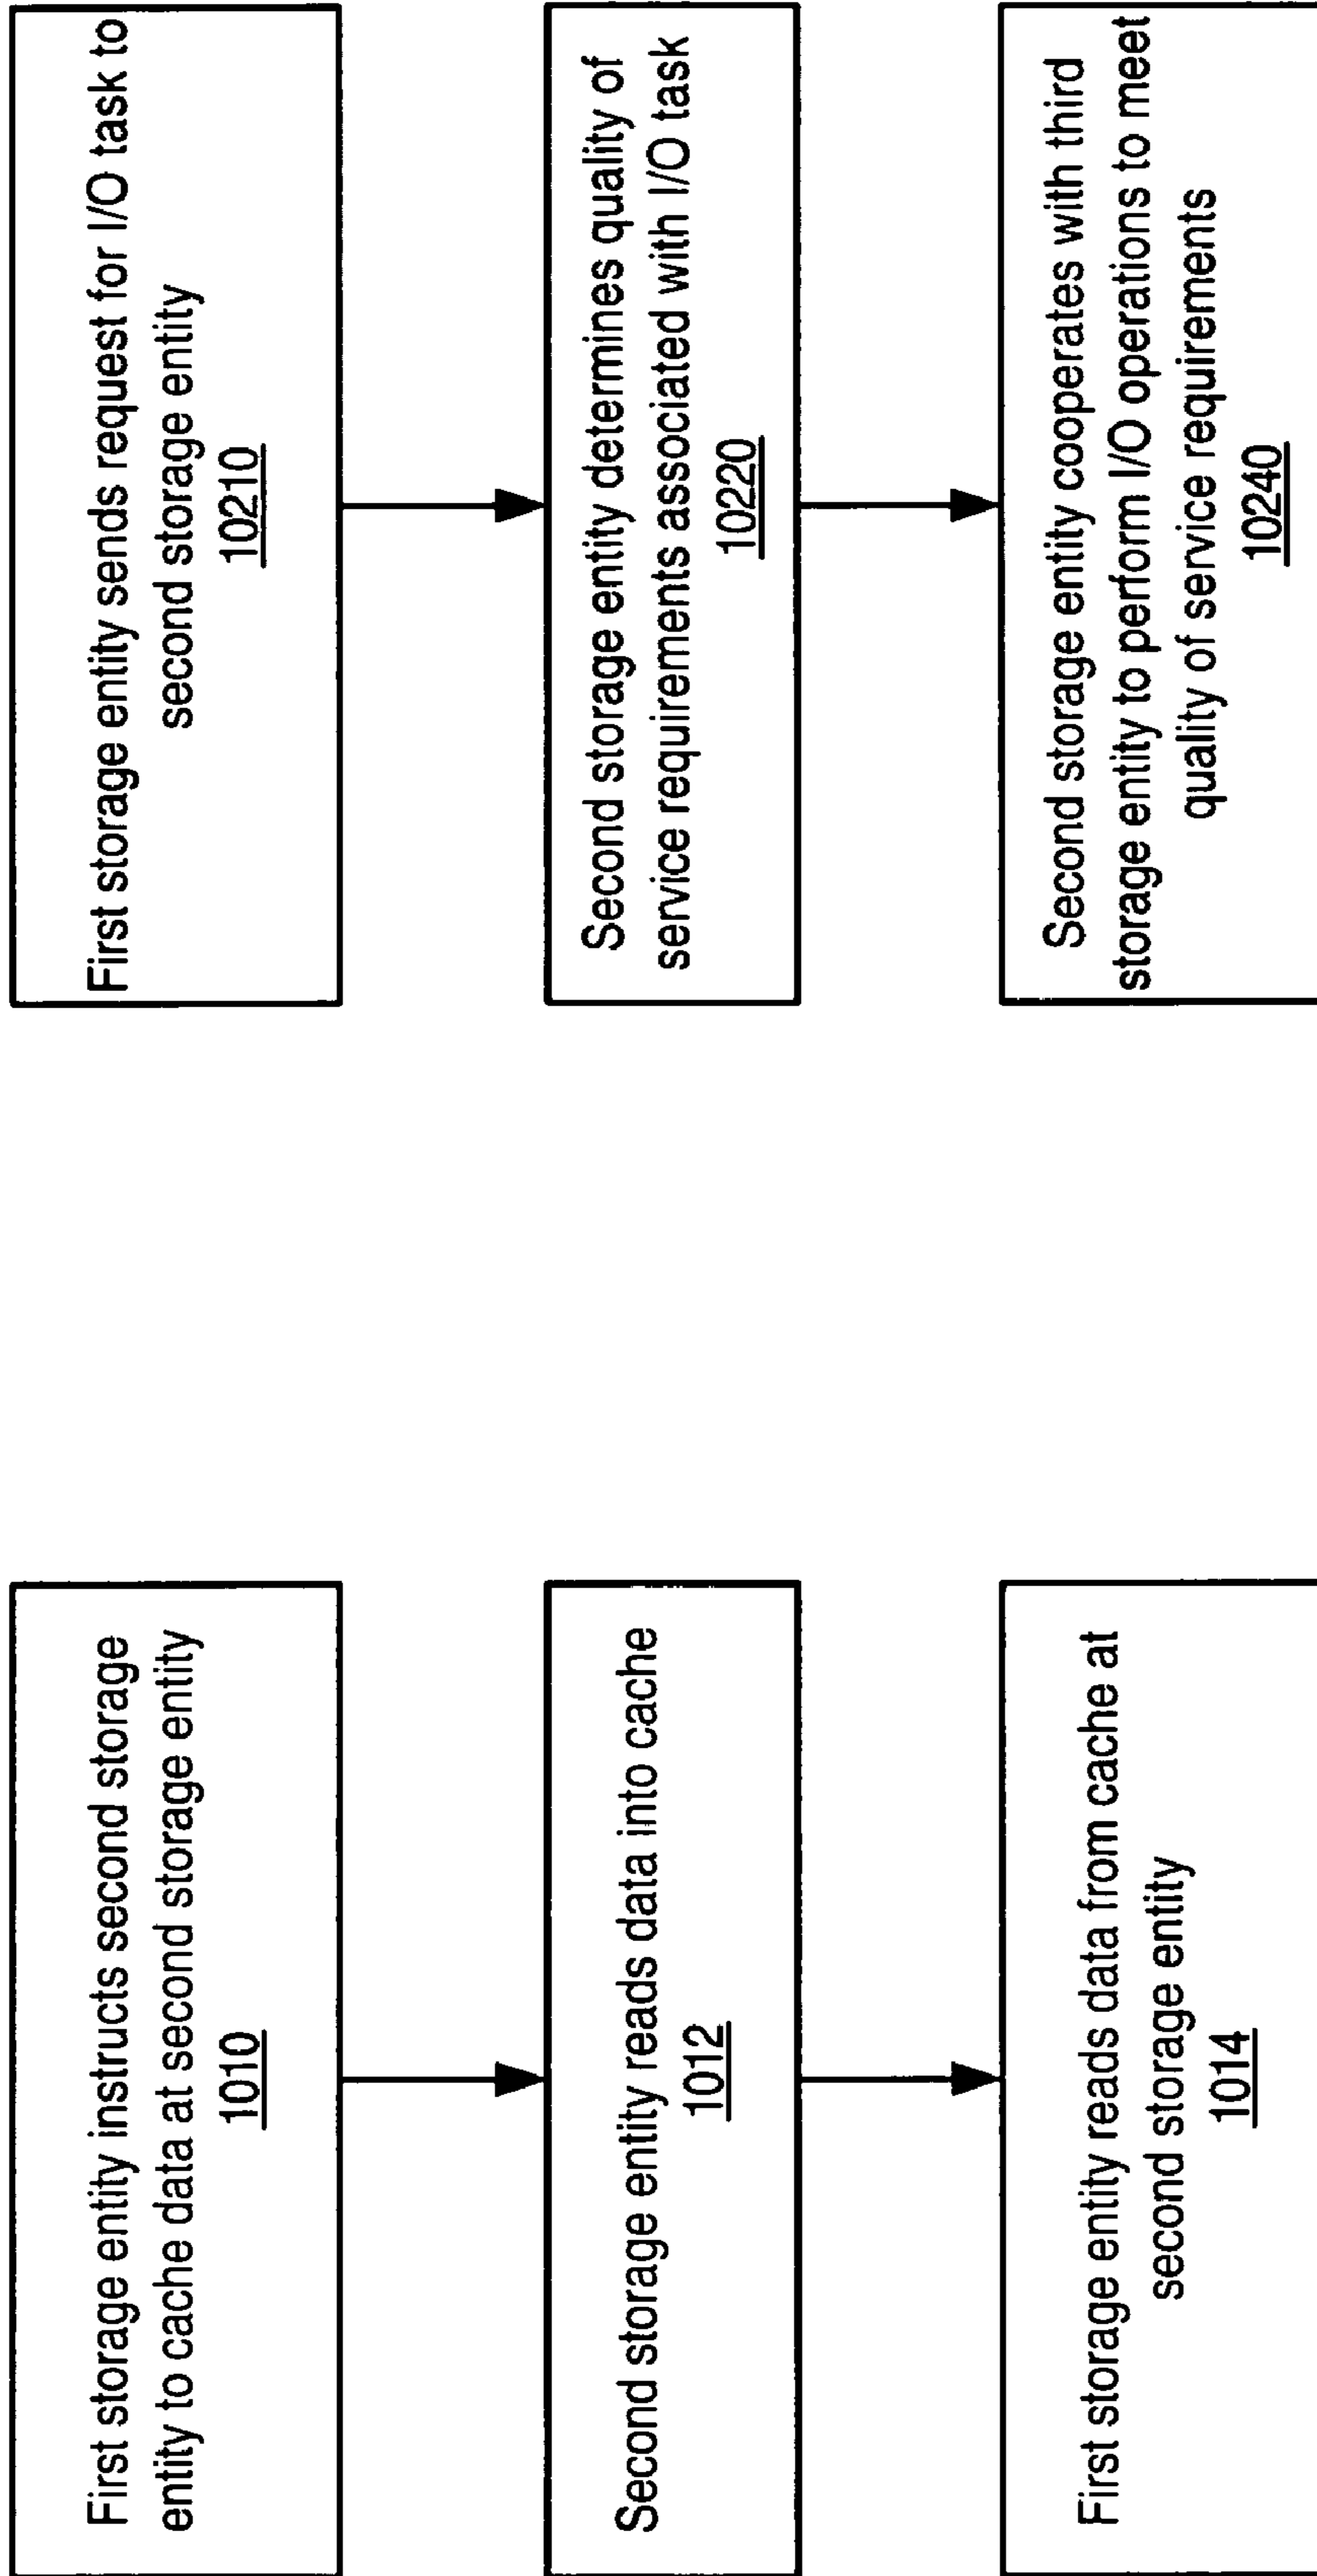 First storage entity instructs second storage
entity to cache data at second storage entity
1010
Second storage entity reads data into cache
1012
First storage entity reads data from cache at
second storage entity
1014
First storage entity sends request for I/O task to
second storage entity
10210
Second storage entity determines quality of
service requirements associated with I/O task
10220
Second storage entity cooperates with third
storage entity to perform I/O operations to meet
quality of service requirements
10240